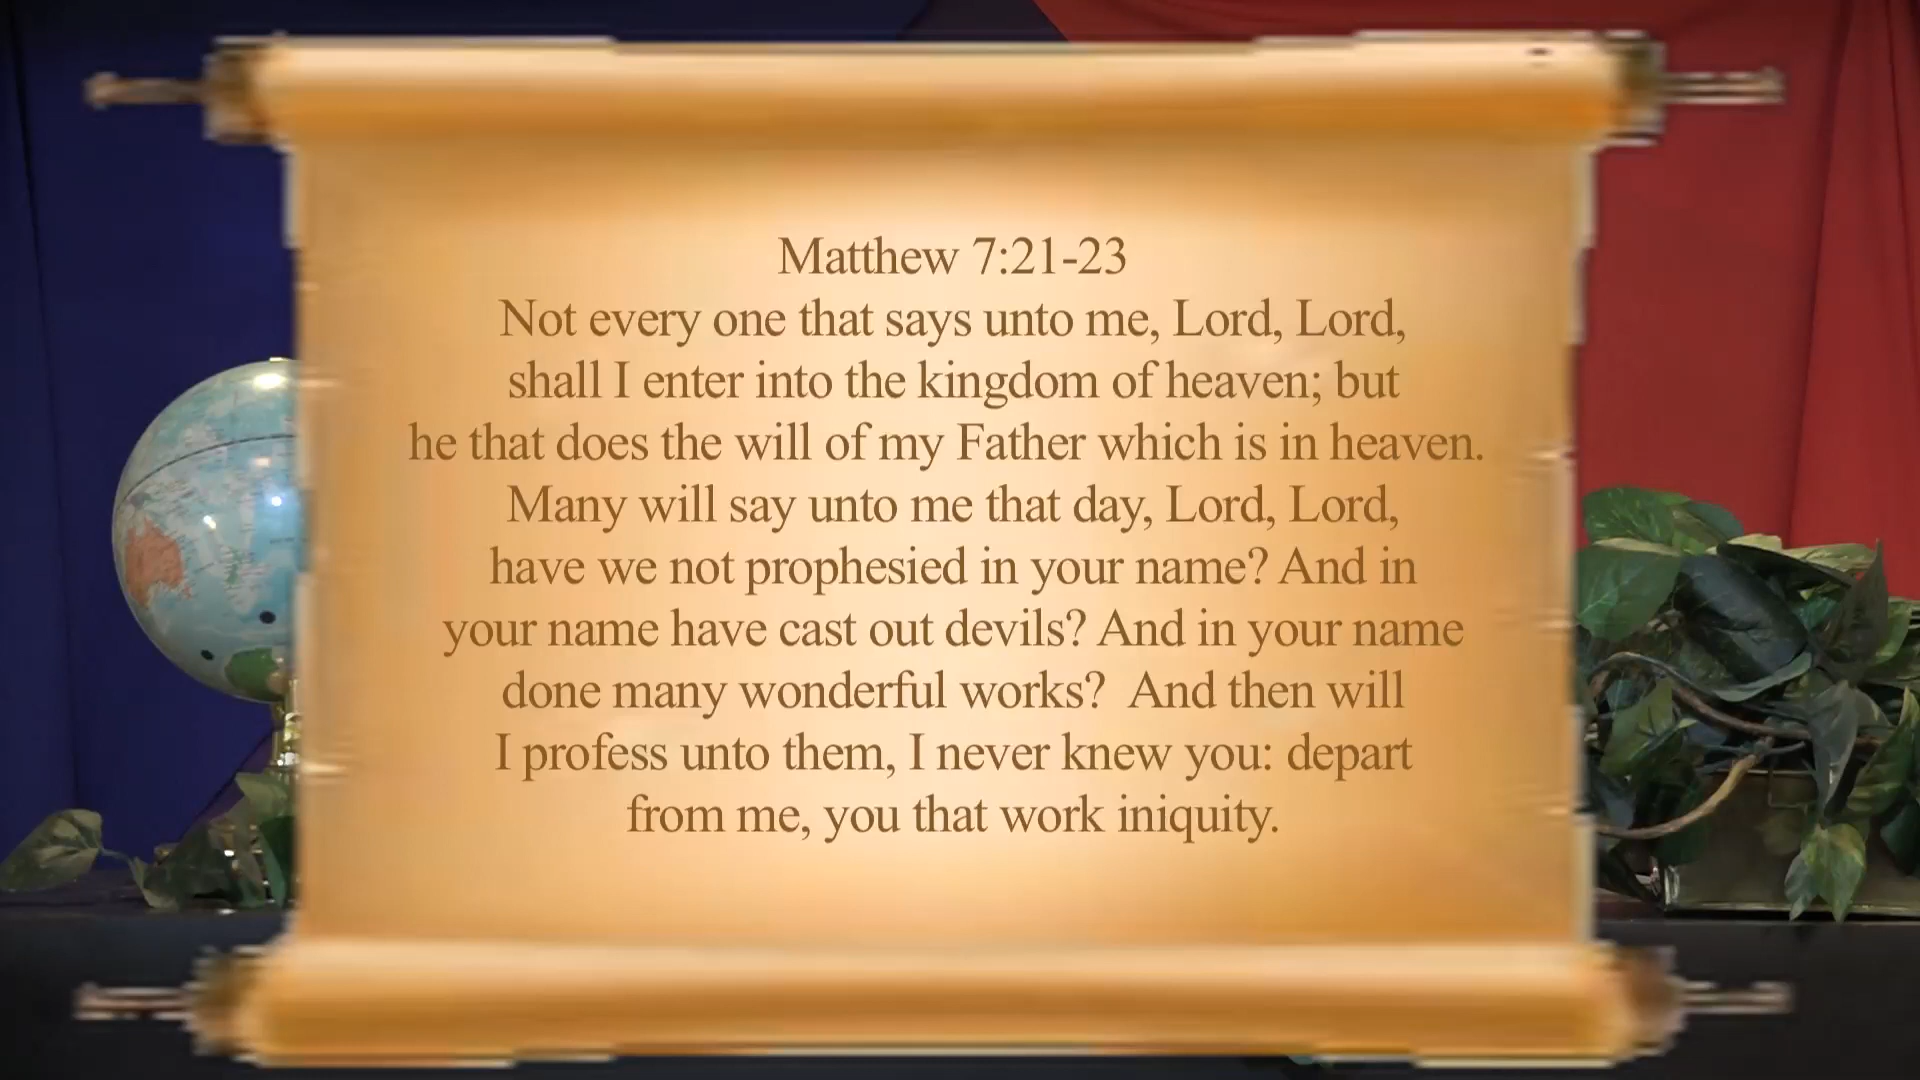 Matthew 7:21-23
Not every one that says unto me, Lord, Lord,
shall I enter into the kingdom of heaven; but
he that does the will of my Father which is in heaven.
Many will say unto me that day, Lord, Lord,
have we not prophesied in your name? And in
your name have cast out devils? And in your name
done many wonderful works?  And then will
I profess unto them, I never knew you: depart
from me, you that work iniquity.